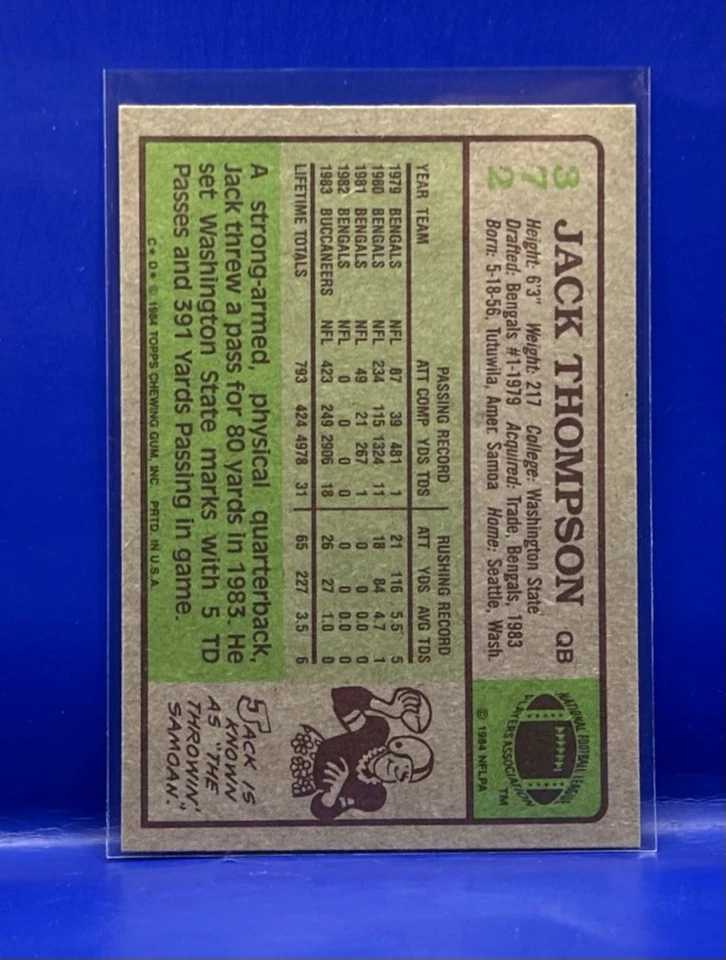 372
JACK THOMPSON QB
Height: 6'3" Weight: 217 College: Washington State
Drafted: Bengals #1-1979 Acquired: Trade, Bengals, 1983
Born: 5-18-56, Tutuwila, Amer. Samoa Home: Seattle, Wash.
NATIONAL FOOTBALL LEAGUE
PLAYERS ASSOCIATION
TM
© 1984 NFLPA
PASSING RECORD RUSHING RECORD
YEAR TEAM ATT COMP YDS TDS ATT YDS AVG TDS
1979 BENGALS NFL 87 39 481 1 21 116 5.5 5
1980 BENGALS NFL 234 115 1324 11 18 84 4.7 1
1981 BENGALS NFL 49 21 267 1 0 0 0.0 0
1982 BENGALS NFL 0 0 0 0 0 0 0.0 0
1983 BUCCANEERS NFL 423 249 2906 18 26 27 1.0 0
LIFETIME TOTALS 793 424 4978 31 65 227 3.5 6
A strong-armed, physical quarterback,
Jack threw a pass for 80 yards in 1983. He
set Washington State marks with 5 TD
Passes and 391 Yards Passing in game.
JACK IS
KNOWN
AS "THE
THROWIN'
SAMOAN."
C* D* © 1984 TOPPS CHEWING GUM, INC. PRTD. IN U.S.A.